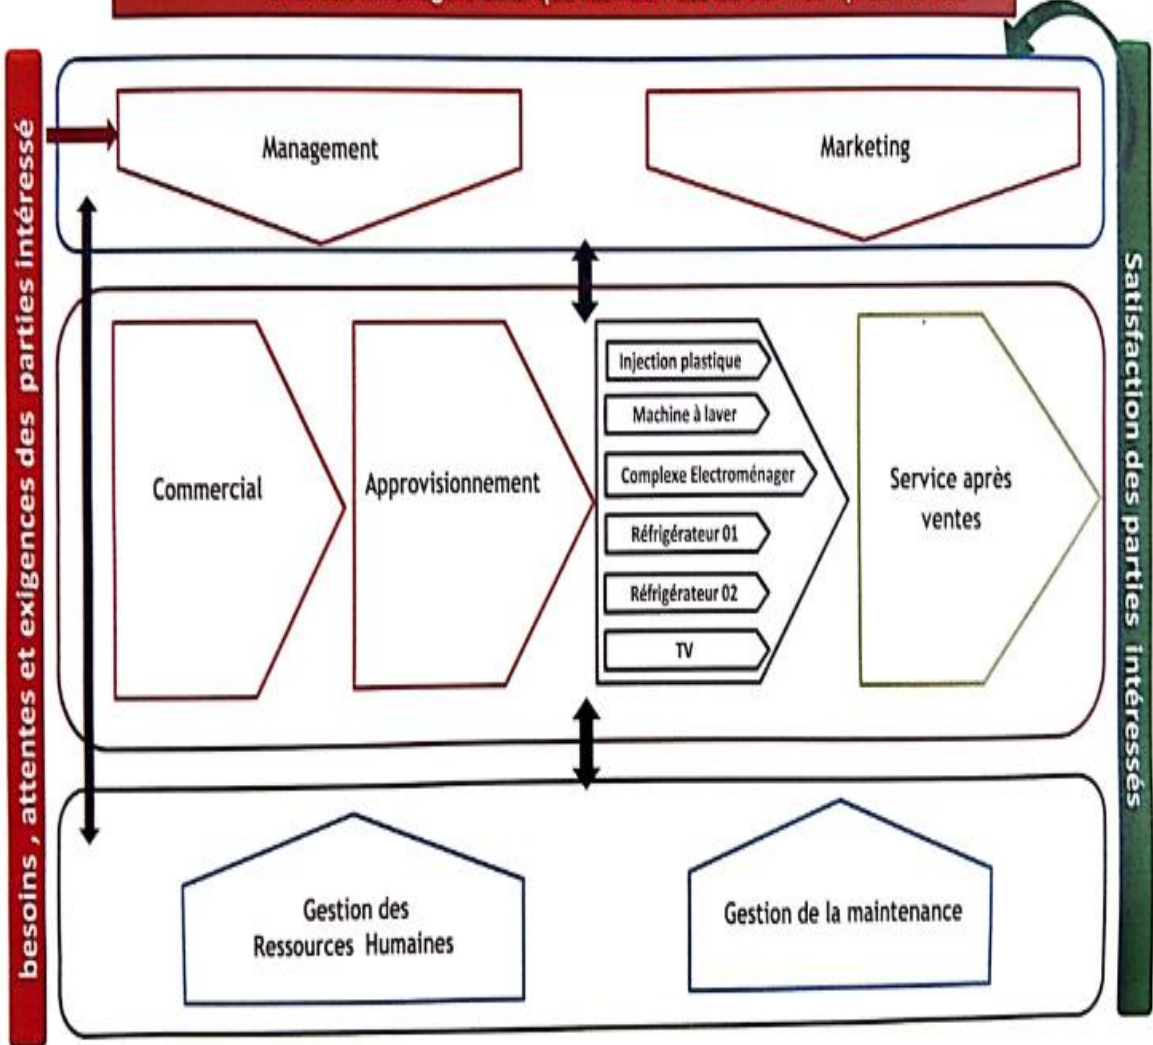 besoins , attentes et exigences des parties intéressé
Management
Marketing
Commercial
Approvisionnement
Injection plastique
Machine à laver
Complexe Electroménager
Réfrigérateur 01
Réfrigérateur 02
TV
Service après
ventes
Gestion des
Ressources Humaines
Gestion de la maintenance
Satisfaction des parties intéressés